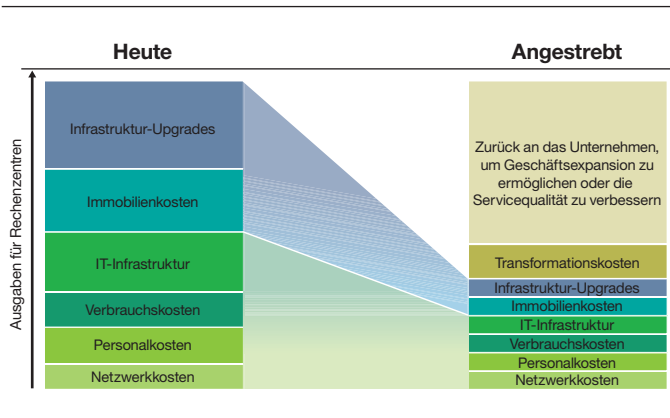 Heute
Angestrebt
Ausgaben für Rechenzentren
Infrastruktur-Upgrades
Immobilienkosten
IT-Infrastruktur
Verbrauchskosten
Personalkosten
Netzwerkkosten
Zurück an das Unternehmen,
um Geschäftsexpansion zu
ermöglichen oder die
Servicequalität zu verbessern
Transformationskosten
Infrastruktur-Upgrades
Immobilienkosten
IT-Infrastruktur
Verbrauchskosten
Personalkosten
Netzwerkkosten